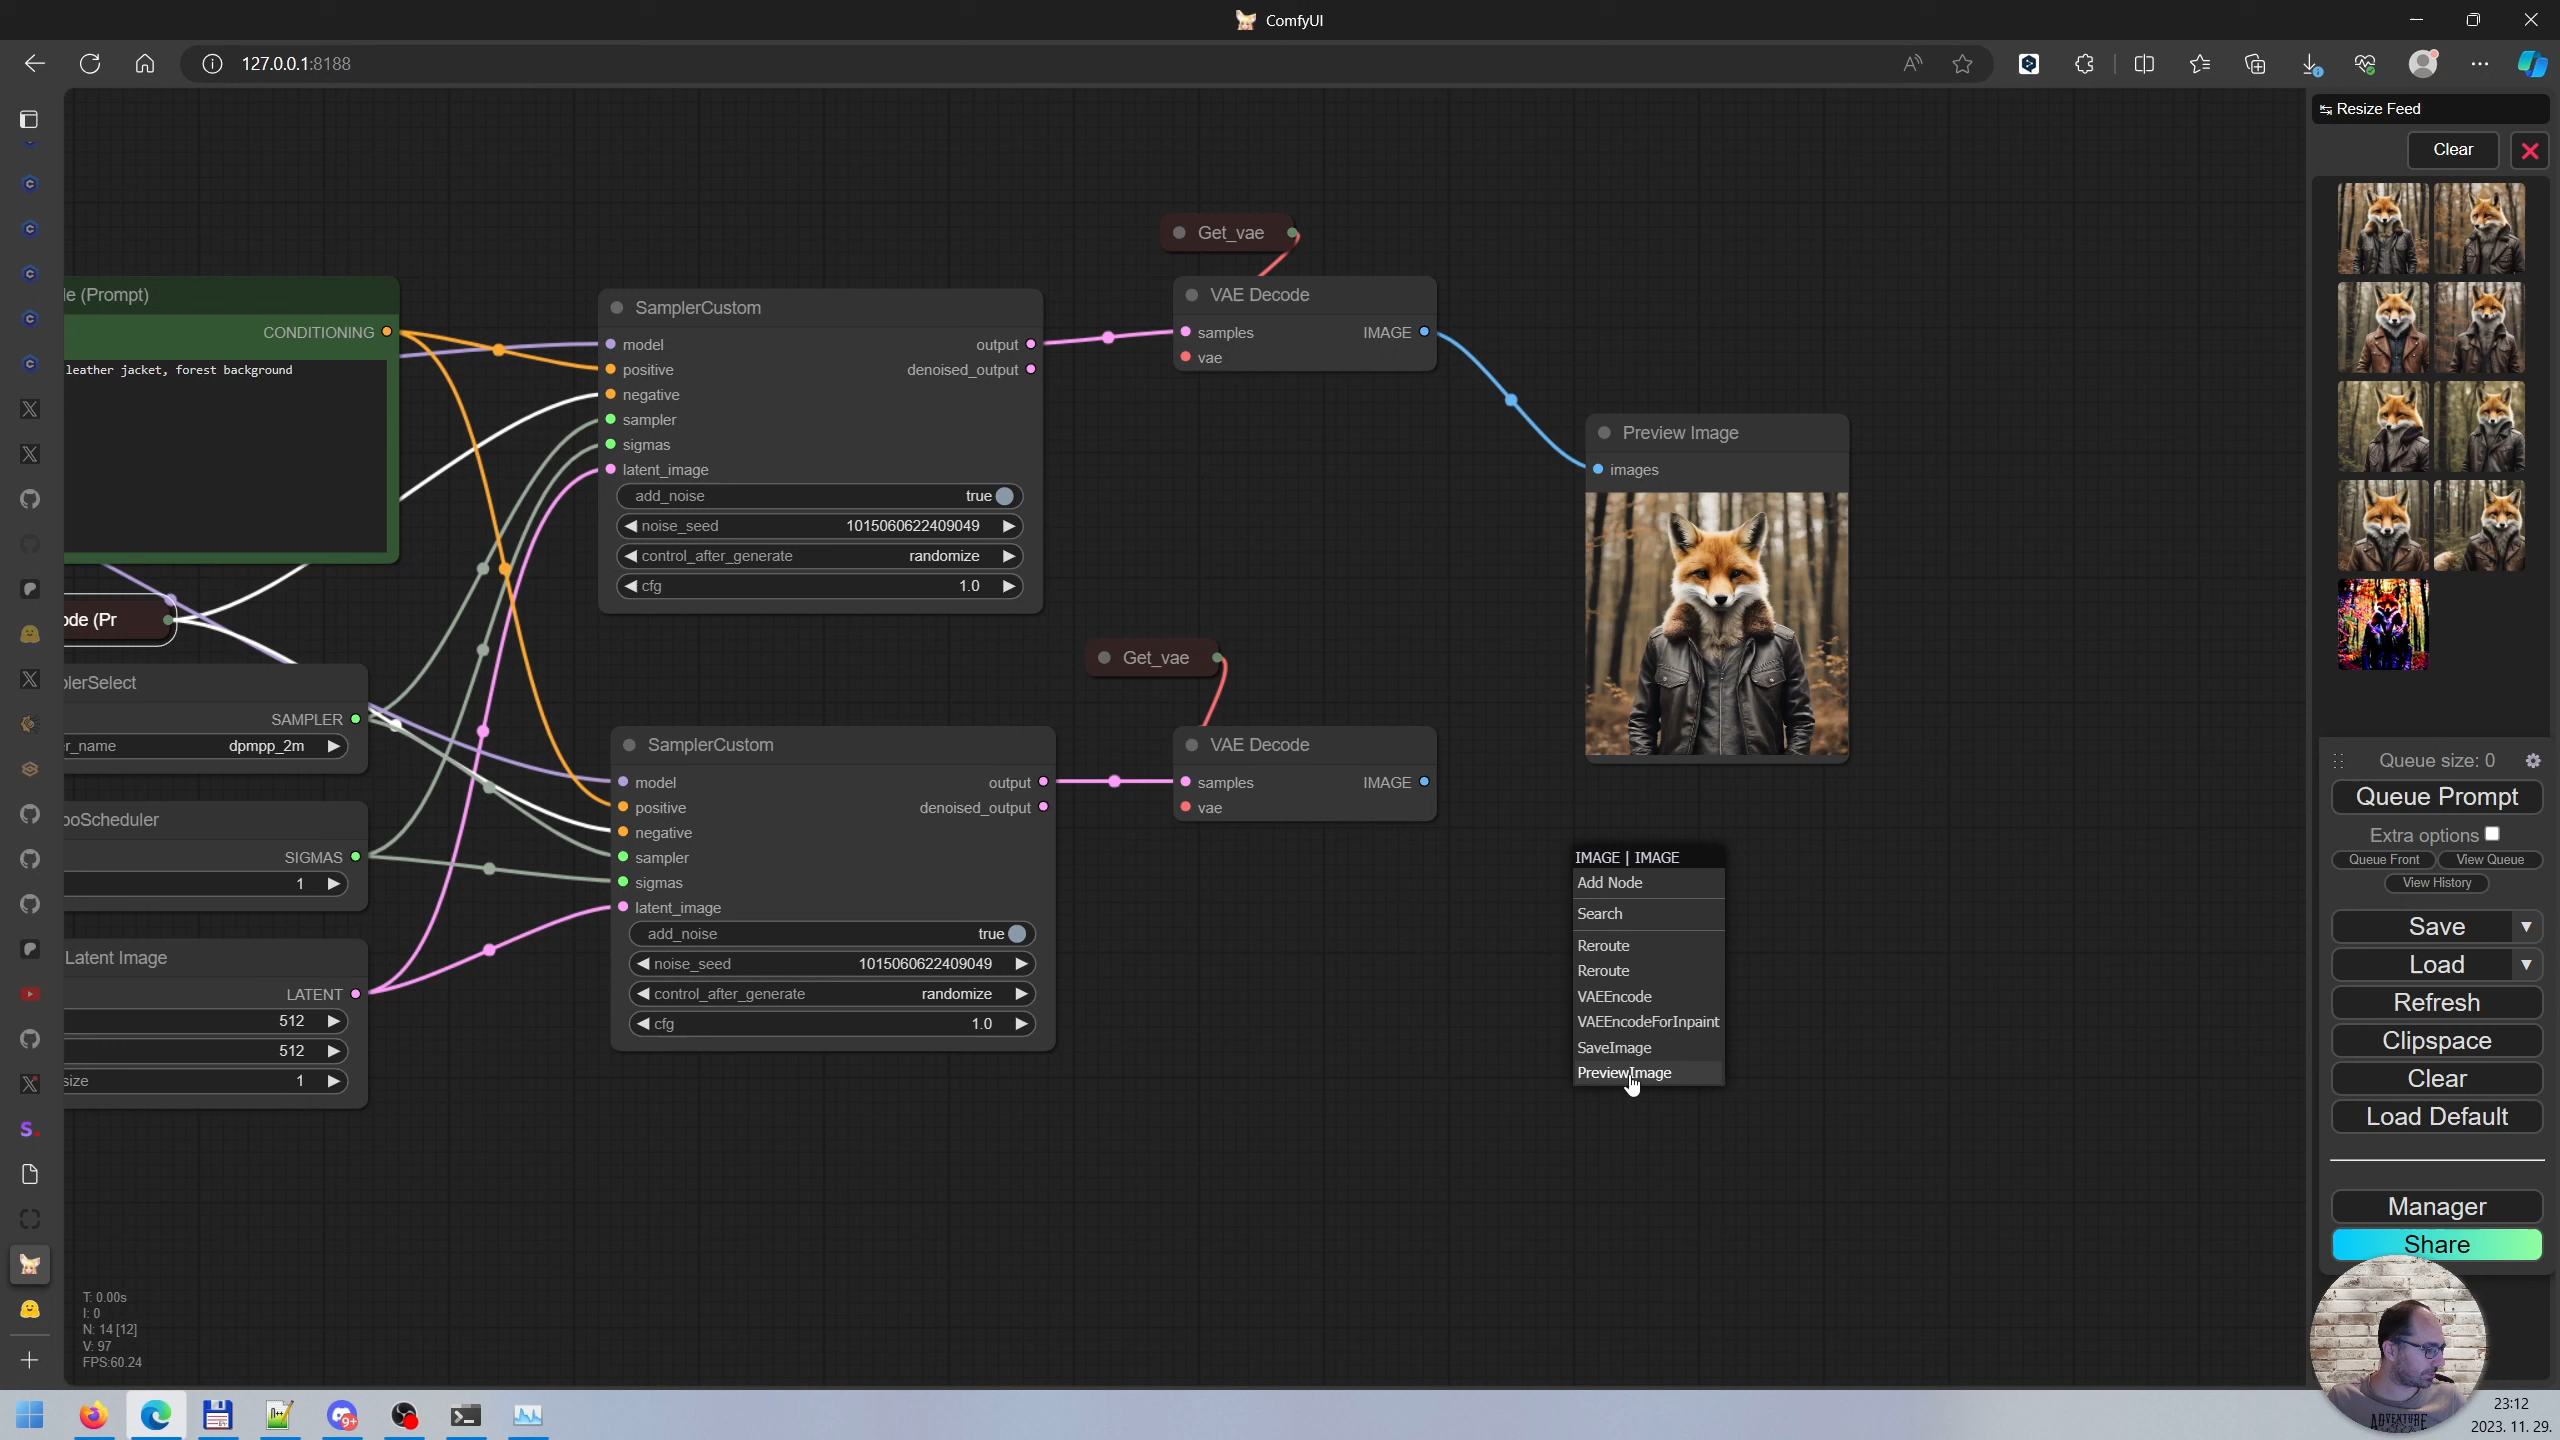 ComfyUI
127.0.0.1:8188
Resize Feed
Clear
Get_vae
le (Prompt)
CONDITIONING
leather jacket, forest background
SamplerCustom
model
output
positive
denoised_output
negative
sampler
sigmas
latent_image
add_noise
true
noise_seed
1015060622409049
control_after_generate
randomize
cfg
1.0
VAE Decode
samples
IMAGE
vae
Preview Image
images
ode (Pr
Get_vae
plerSelect
SAMPLER
r_name
dpmpp_2m
boScheduler
SIGMAS
1
Latent Image
LATENT
512
512
size
1
SamplerCustom
model
output
positive
denoised_output
negative
sampler
sigmas
latent_image
add_noise
true
noise_seed
1015060622409049
control_after_generate
randomize
cfg
1.0
VAE Decode
samples
IMAGE
vae
IMAGE | IMAGE
Add Node
Search
Reroute
Reroute
VAEEncode
VAEEncodeForInpaint
SaveImage
PreviewImage
Queue size: 0
Queue Prompt
Extra options
Queue Front
View Queue
View History
Save
Load
Refresh
Clipspace
Clear
Load Default
Manager
Share
T: 0.00s
I: 0
N: 14 [12]
V: 97
FPS:60.24
ADVENTURE
9+
23:12
2023. 11. 29.